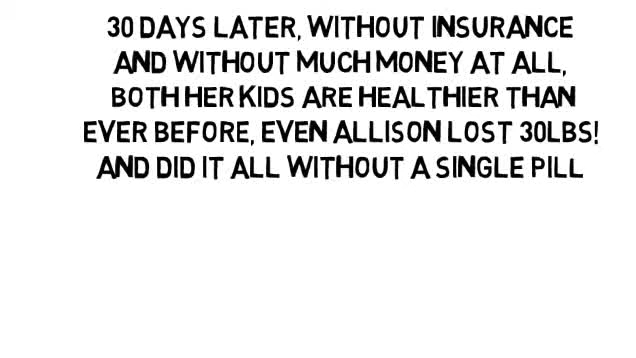 30 DAYS LATER, WITHOUT INSURANCE
AND WITHOUT MUCH MONEY AT ALL,
BOTH HER KIDS ARE HEALTHIER THAN
EVER BEFORE, EVEN ALLISON LOST 30LBS!
AND DID IT ALL WITHOUT A SINGLE PILL